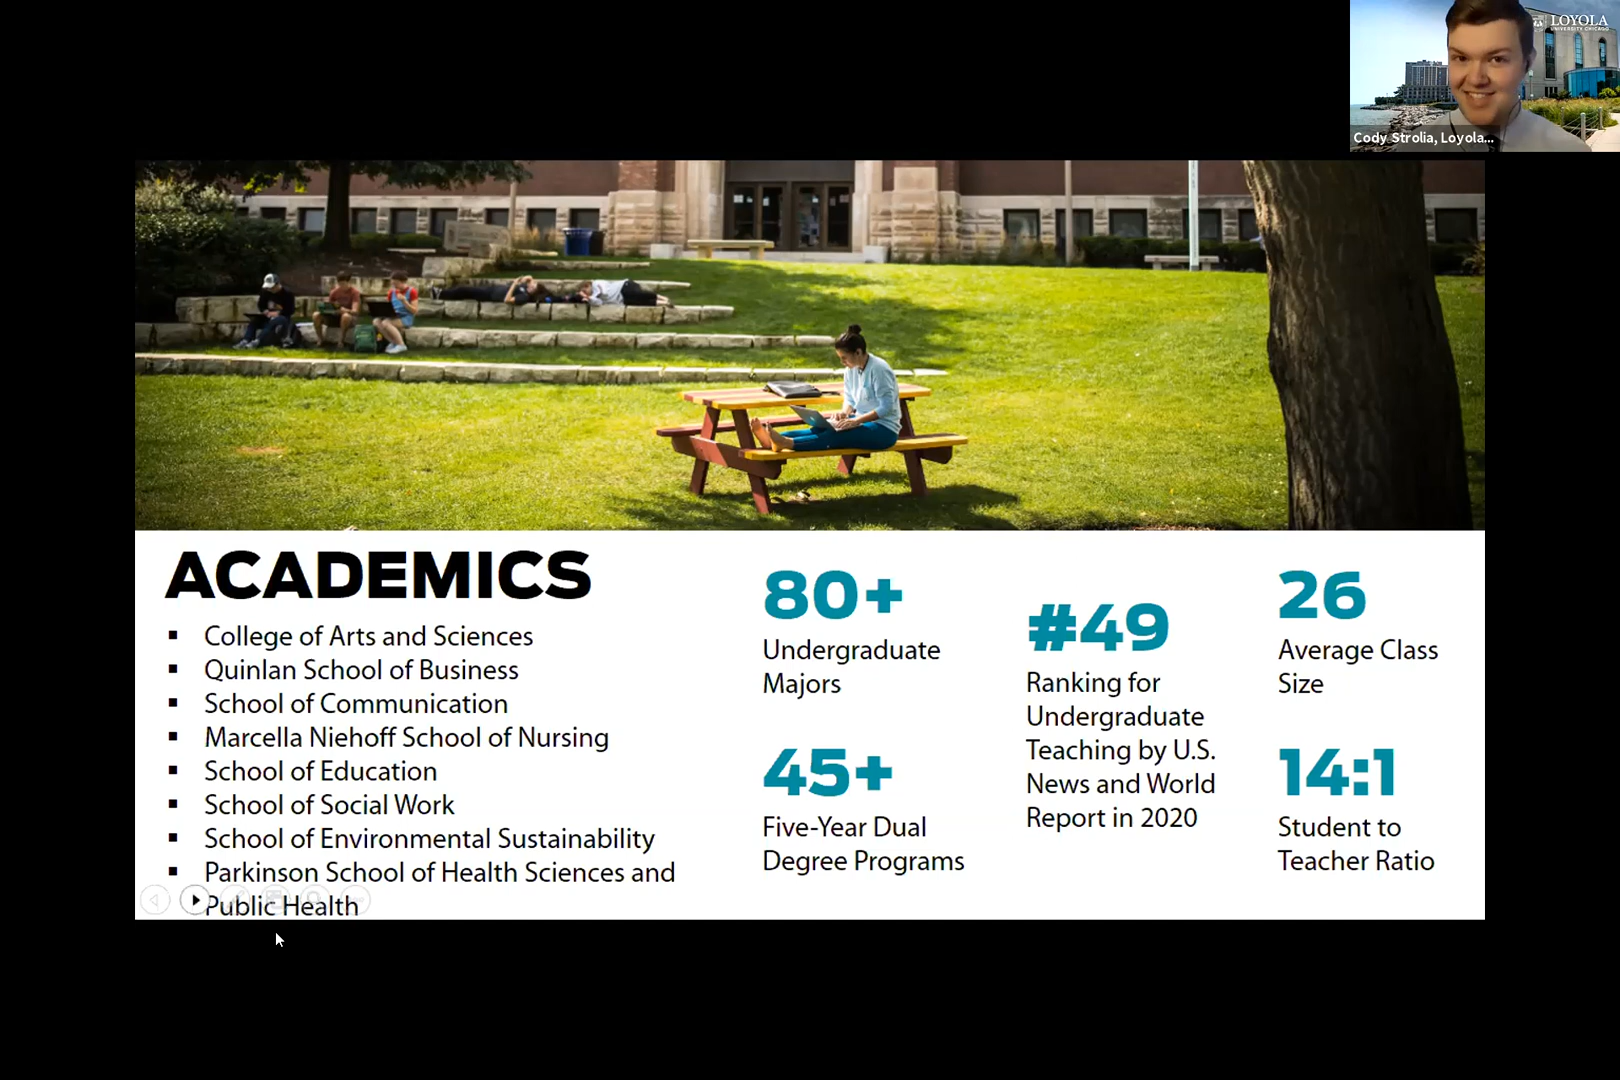 LOYOLA
UNIVERSITY CHICAGO
Cody Strolia, Loyola...
ACADEMICS
▪ College of Arts and Sciences
▪ Quinlan School of Business
▪ School of Communication
▪ Marcella Niehoff School of Nursing
▪ School of Education
▪ School of Social Work
▪ School of Environmental Sustainability
▪ Parkinson School of Health Sciences and
Public Health
80+
Undergraduate
Majors
45+
Five-Year Dual
Degree Programs
#49
Ranking for
Undergraduate
Teaching by U.S.
News and World
Report in 2020
26
Average Class
Size
14:1
Student to
Teacher Ratio